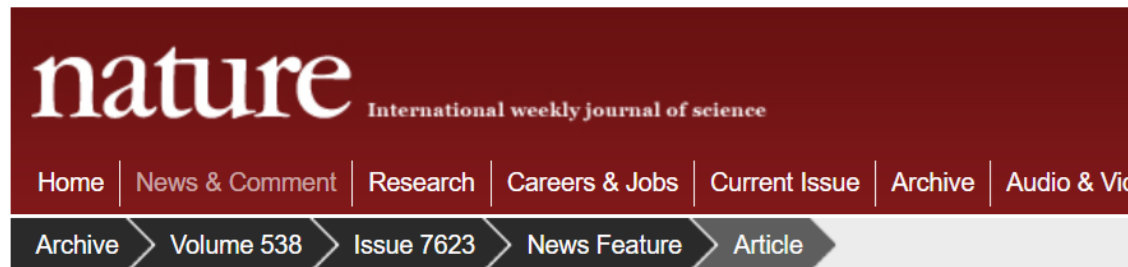 nature International weekly journal of science
Home News & Comment Research Careers & Jobs Current Issue Archive Audio &
Archive Volume 538 Issue 7623 News Feature Article